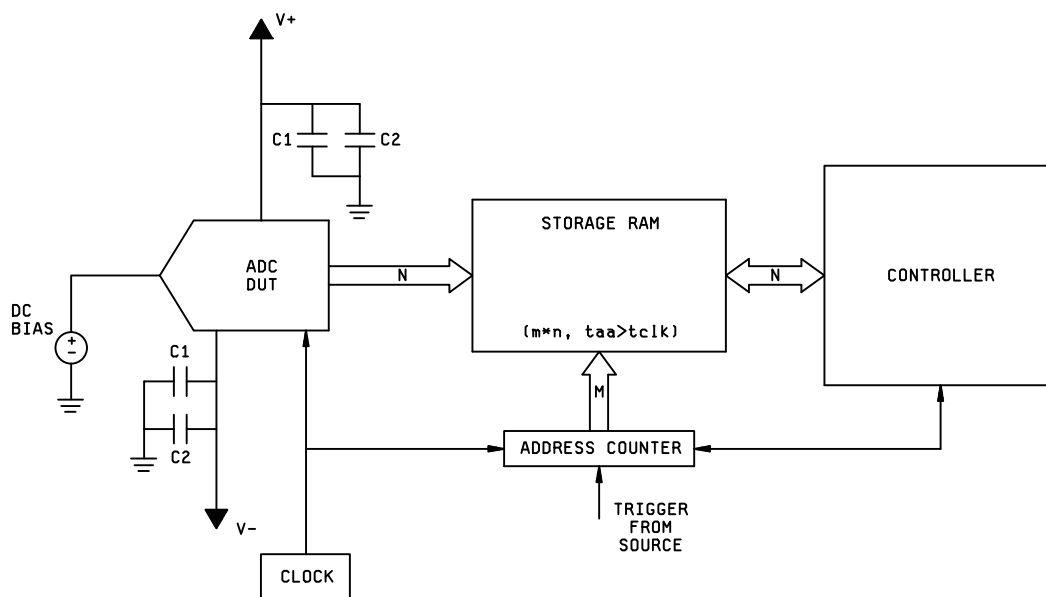 V+
C1
C2
STORAGE RAM
ADC
DUT
N
N
CONTROLLER
DC
BIAS
+
-
(m*n, taa>tclk)
C1
M
C2
ADDRESS COUNTER
V-
TRIGGER
FROM
SOURCE
CLOCK